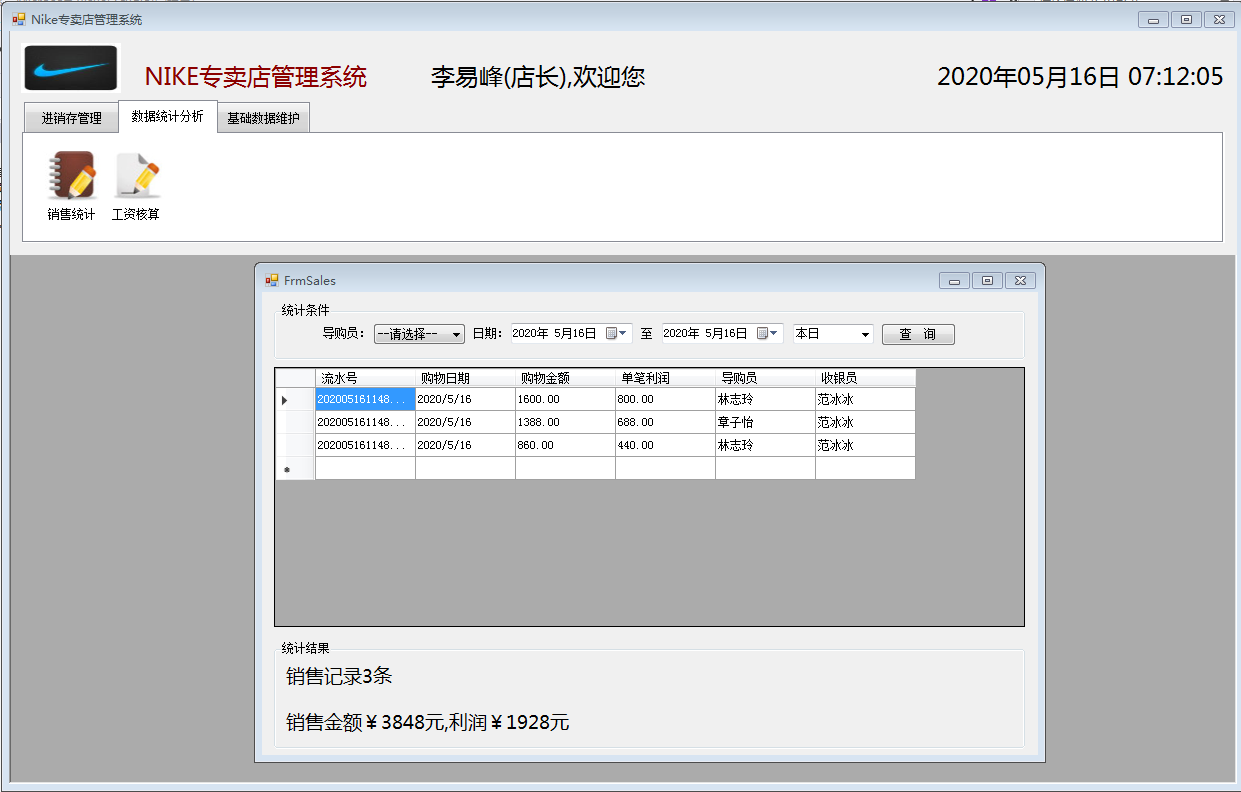 Nike专卖店管理系统
NIKE专卖店管理系统 李易峰(店长),欢迎您 2020年05月16日 07:12:05
进销存管理 数据统计分析 基础数据维护
销售统计 工资核算
FrmSales
统计条件
导购员： --请选择-- 日期： 2020年 5月16日 至 2020年 5月16日 本日 查 询
流水号 购物日期 购物金额 单笔利润 导购员 收银员
202005161148... 2020/5/16 1600.00 800.00 林志玲 范冰冰
202005161148... 2020/5/16 1388.00 688.00 章子怡 范冰冰
202005161148... 2020/5/16 860.00 440.00 林志玲 范冰冰
统计结果
销售记录3条
销售金额￥3848元,利润￥1928元